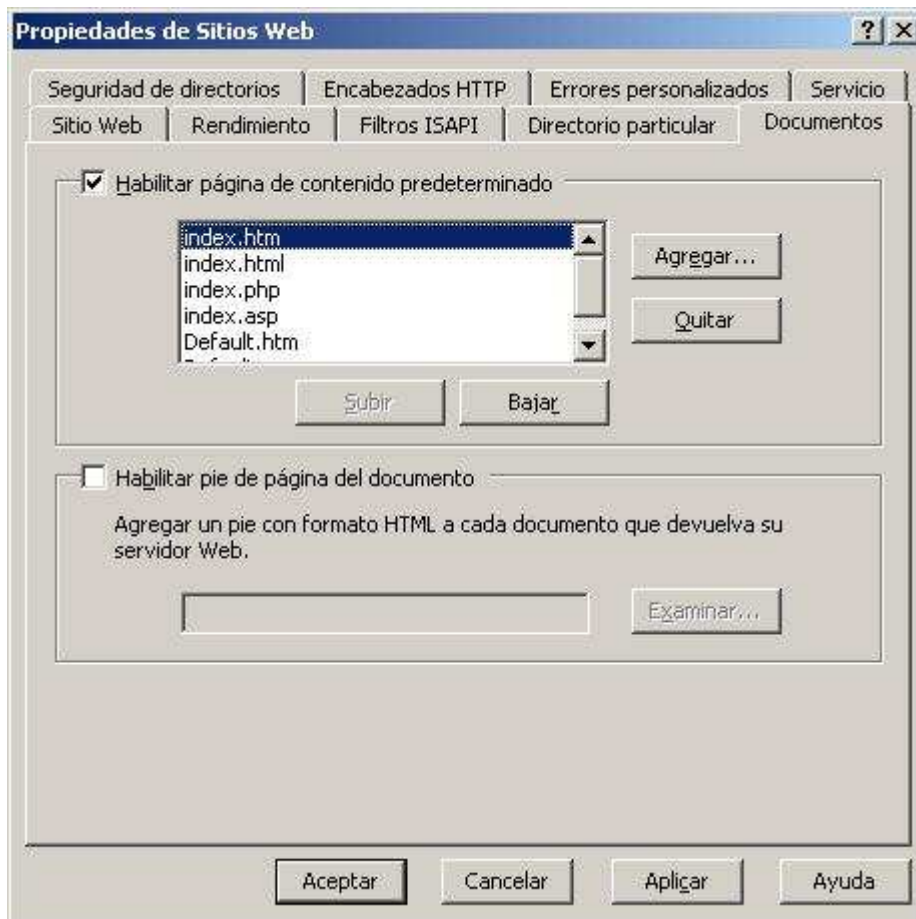 Propiedades de Sitios Web
Seguridad de directorios
Encabezados HTTP
Errores personalizados
Servicio
Sitio Web
Rendimiento
Filtros ISAPI
Directorio particular
Documentos
Habilitar página de contenido predeterminado
index.htm
index.html
index.php
index.asp
Default.htm
Agregar...
Quitar
Subir
Bajar
Habilitar pie de página del documento
Agregar un pie con formato HTML a cada documento que devuelva su
servidor Web.
Examinar...
Aceptar
Cancelar
Aplicar
Ayuda